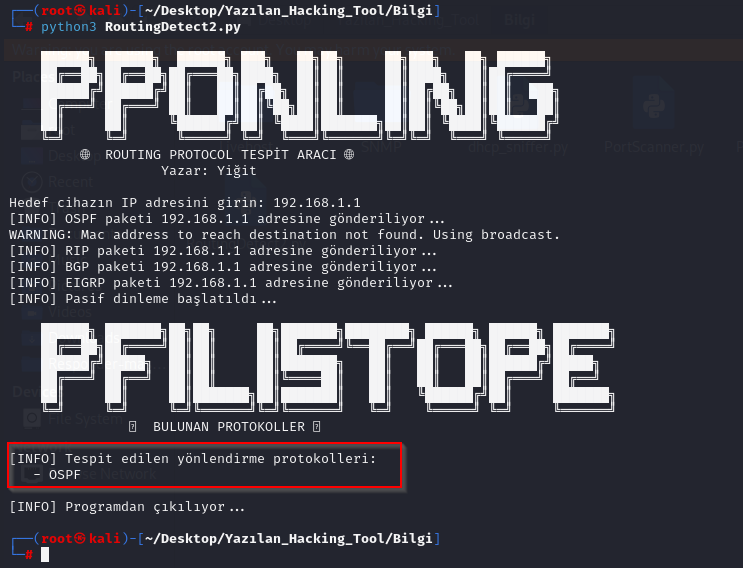 ┌──(root㉿kali)-[~/Desktop/Yazılan_Hacking_Tool/Bilgi]
└─# python3 RoutingDetect2.py
🌐 ROUTING PROTOCOL TESPİT ARACI 🌐
Yazar: Yiğit
Hedef cihazın IP adresini girin: 192.168.1.1
[INFO] OSPF paketi 192.168.1.1 adresine gönderiliyor...
WARNING: Mac address to reach destination not found. Using broadcast.
[INFO] RIP paketi 192.168.1.1 adresine gönderiliyor...
[INFO] BGP paketi 192.168.1.1 adresine gönderiliyor...
[INFO] EIGRP paketi 192.168.1.1 adresine gönderiliyor...
[INFO] Pasif dinleme başlatıldı...
BULUNAN PROTOKOLLER
[INFO] Tespit edilen yönlendirme protokolleri:
- OSPF
[INFO] Programdan çıkılıyor...
┌──(root㉿kali)-[~/Desktop/Yazılan_Hacking_Tool/Bilgi]
└─#